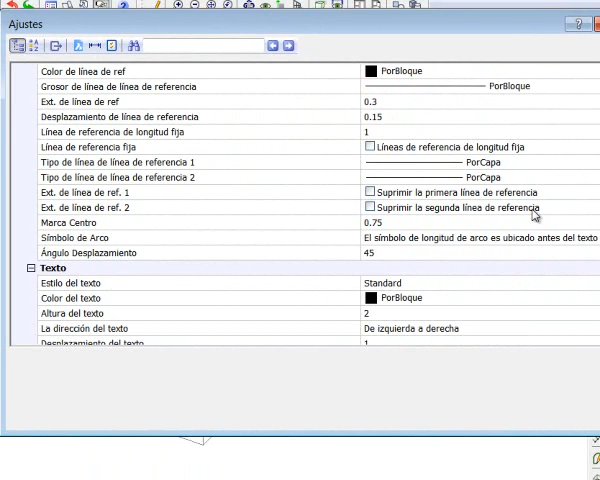 Ajustes
Color de línea de ref PorBloque
Grosor de línea de línea de referencia PorBloque
Ext. de línea de ref 0.3
Desplazamiento de línea de referencia 0.15
Línea de referencia de longitud fija 1
Línea de referencia fija Líneas de referencia de longitud fija
Tipo de línea de línea de referencia 1 PorCapa
Tipo de línea de línea de referencia 2 PorCapa
Ext. de línea de ref. 1 Suprimir la primera línea de referencia
Ext. de línea de ref. 2 Suprimir la segunda línea de referencia
Marca Centro 0.75
Símbolo de Arco El símbolo de longitud de arco es ubicado antes del texto
Ángulo Desplazamiento 45
Texto
Estilo del texto Standard
Color del texto PorBloque
Altura del texto 2
La dirección del texto De izquierda a derecha
Desplazamiento del texto 1